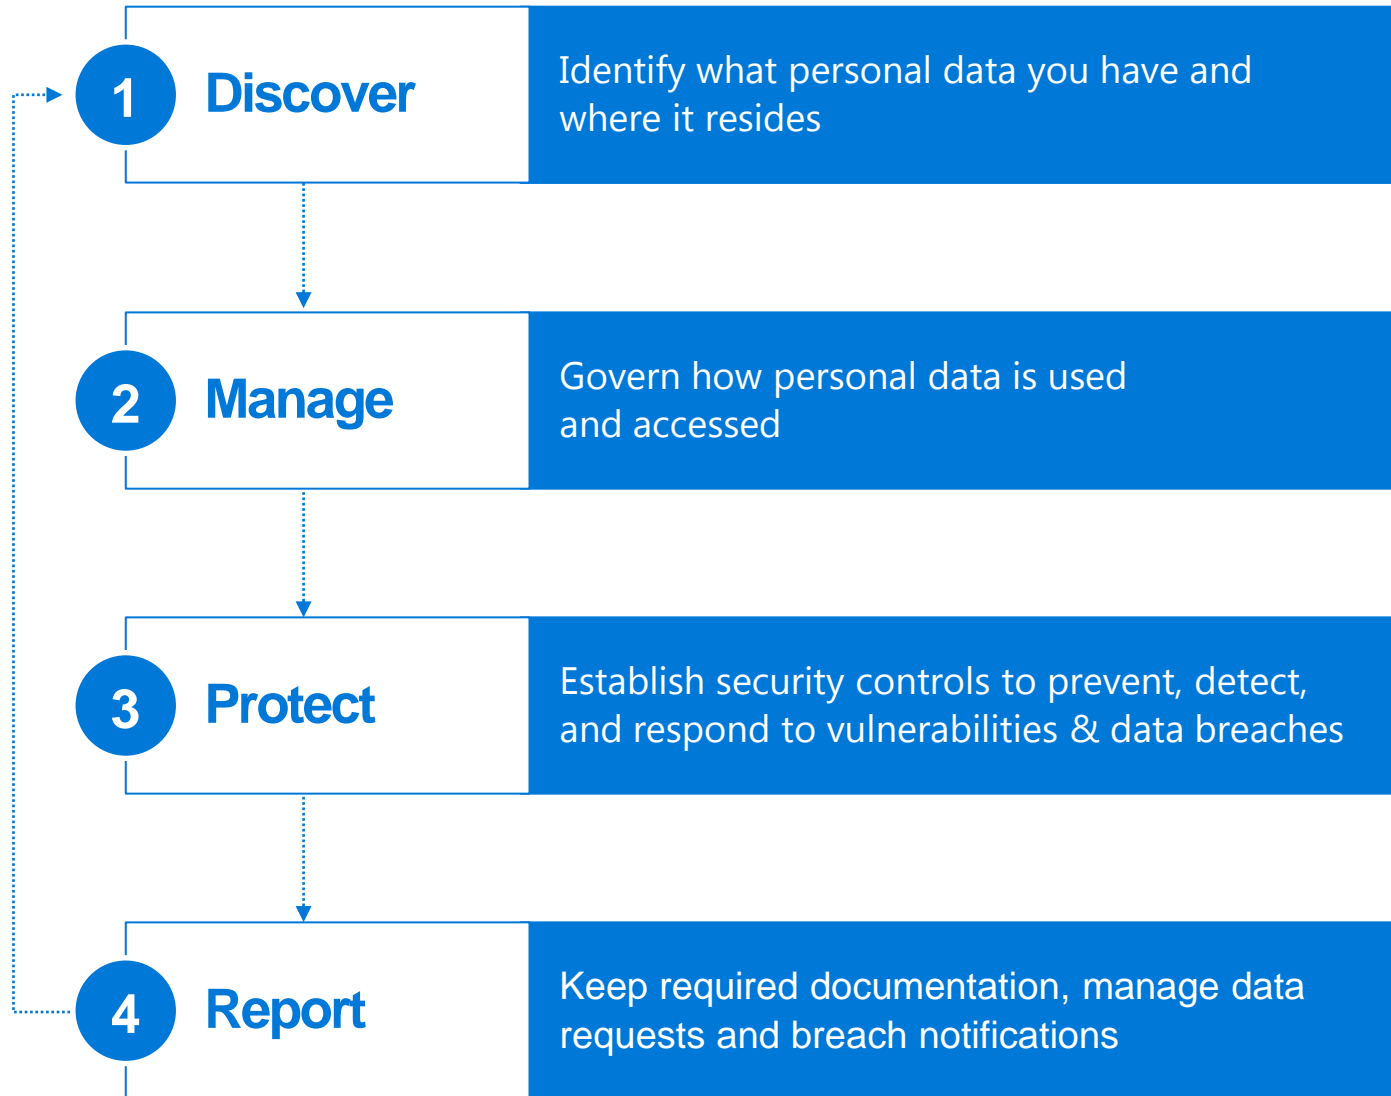 1
Discover
Identify what personal data you have and
where it resides
2
Manage
Govern how personal data is used
and accessed
3
Protect
Establish security controls to prevent, detect,
and respond to vulnerabilities & data breaches
4
Report
Keep required documentation, manage data
requests and breach notifications